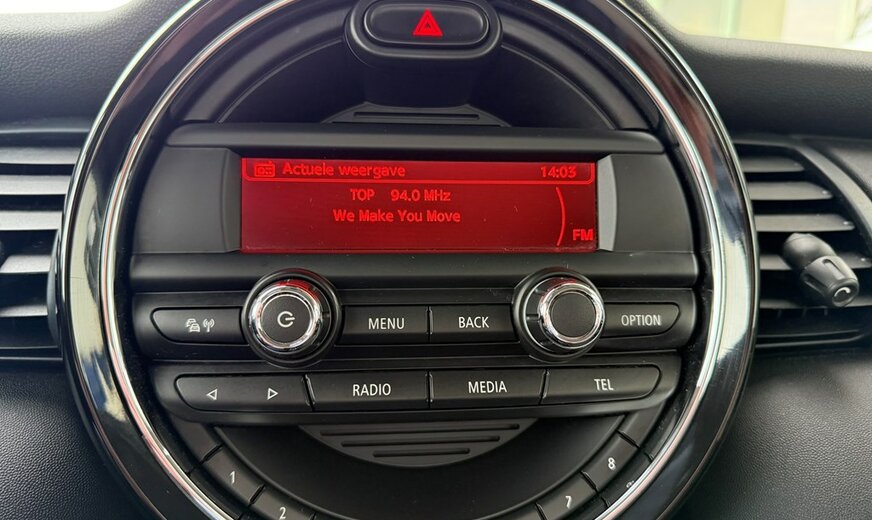 Actuele weergave 14:03
TOP 94.0 MHz
We Make You Move
FM
MENU BACK OPTION
RADIO MEDIA TEL
1
2
7
8